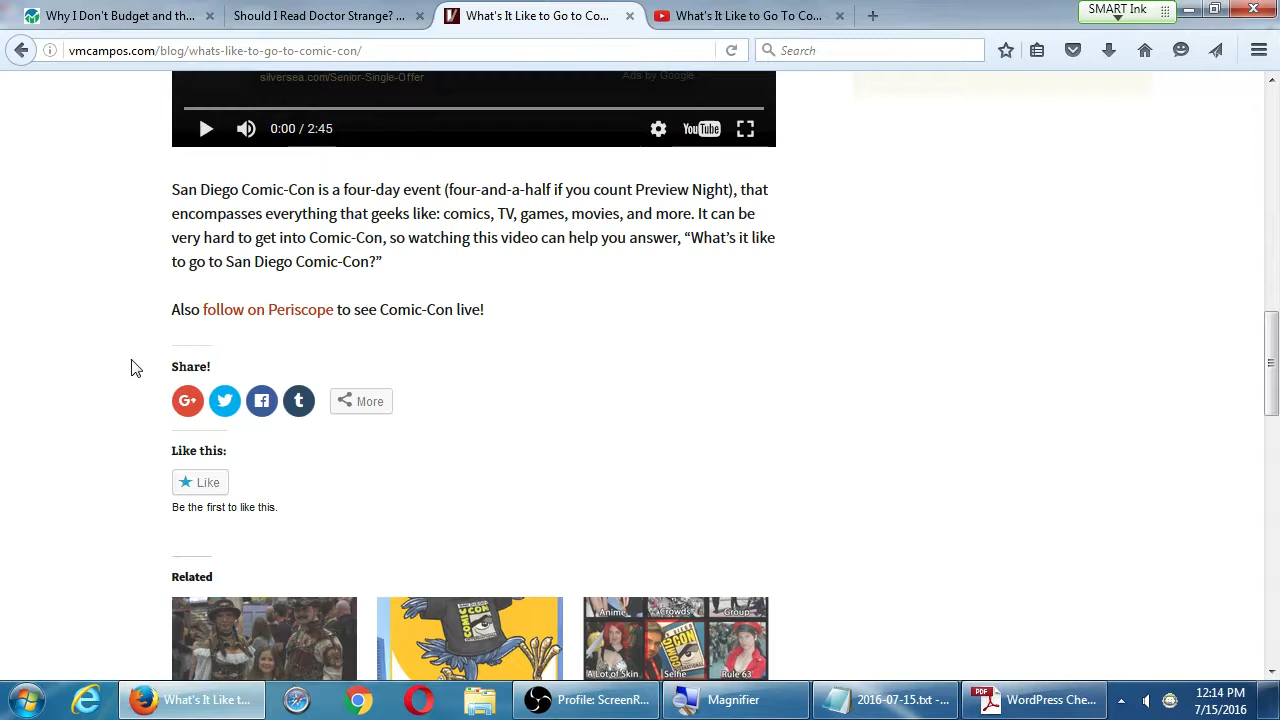 Why I Don't Budget and th...
Should I Read Doctor Strange? ...
What's It Like to Go to Co...
What's It Like to Go To Co...
SMART Ink
vmcampos.com/blog/whats-like-to-go-to-comic-con/
Search
silversea.com/Senior-Single-Offer
Ads by Google
0:00 / 2:45
YouTube
San Diego Comic-Con is a four-day event (four-and-a-half if you count Preview Night), that
encompasses everything that geeks like: comics, TV, games, movies, and more. It can be
very hard to get into Comic-Con, so watching this video can help you answer, “What’s it like
to go to San Diego Comic-Con?”
Also follow on Periscope to see Comic-Con live!
Share!
G+
t
More
Like this:
Like
Be the first to like this.
Related
COMIC CON
Anime
Crowds
Group
A Lot of Skin
Selfie
Rule 63
What's It Like t...
Profile: ScreenR...
Magnifier
2016-07-15.txt -...
PDF
WordPress Che...
12:14 PM
7/15/2016